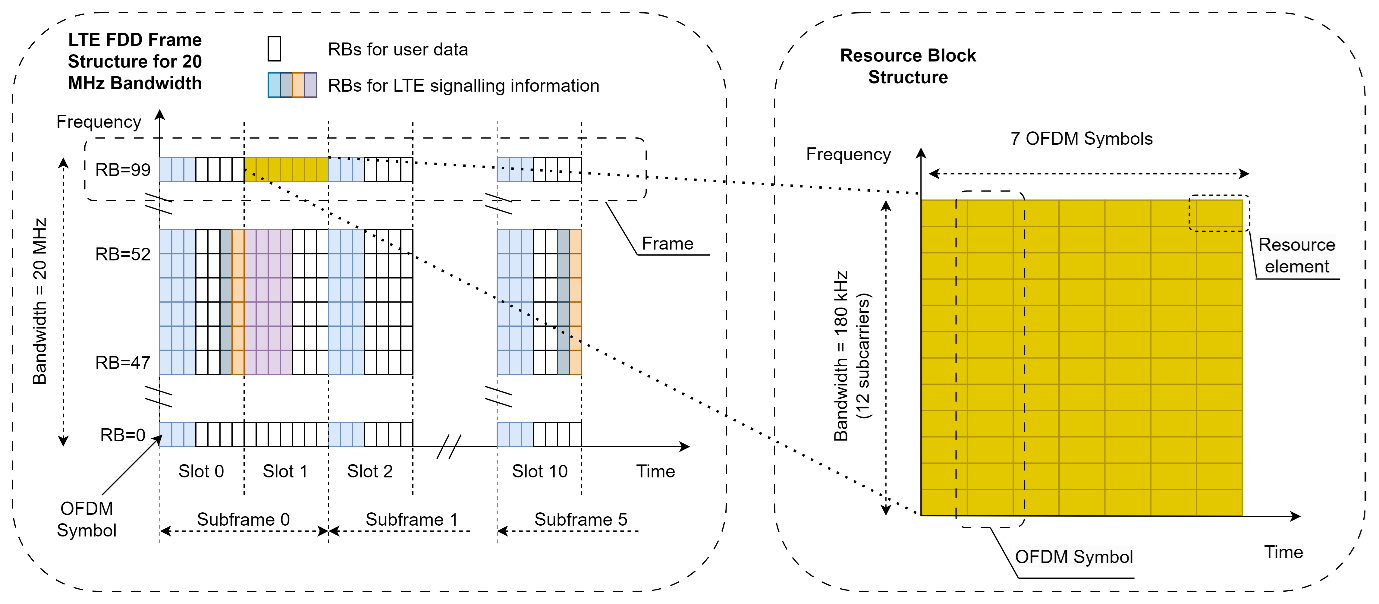 LTE FDD Frame
Structure for 20
MHz Bandwidth
RBs for user data
RBs for LTE signalling information
Frequency
RB=99
RB=52
RB=47
RB=0
Bandwidth = 20 MHz
Frame
Slot 0
Slot 1
Slot 2
Slot 10
Time
OFDM
Symbol
Subframe 0
Subframe 1
Subframe 5
Resource Block
Structure
7 OFDM Symbols
Frequency
Resource
element
Bandwidth = 180 kHz
(12 subcarriers)
OFDM Symbol
Time